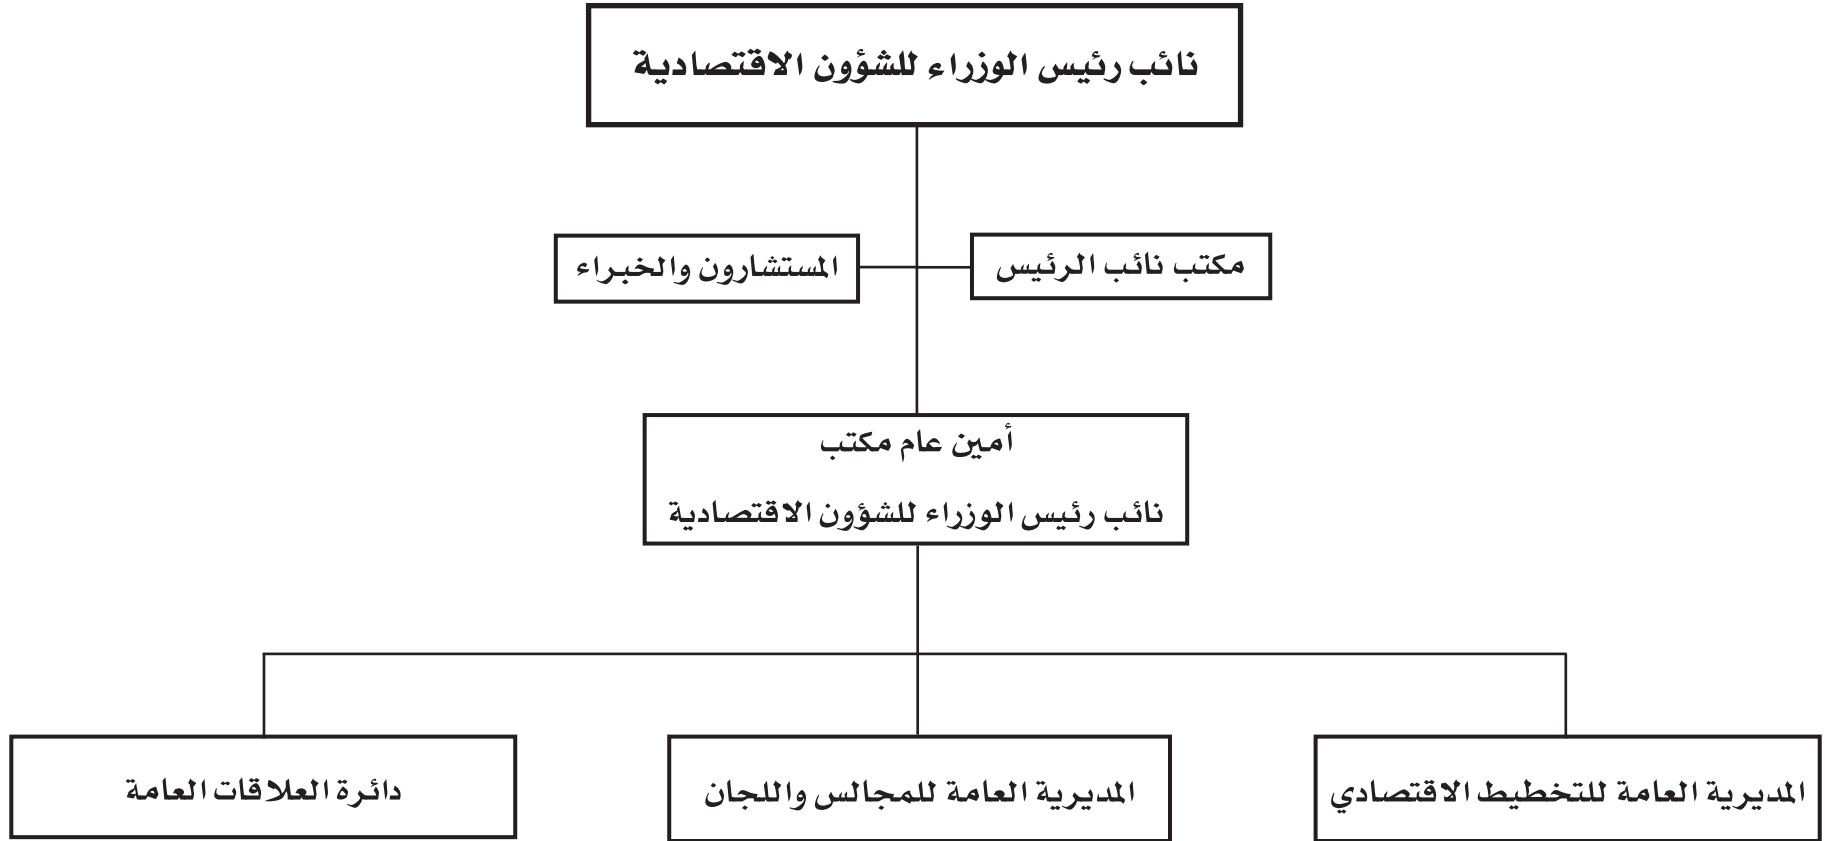 نائب رئيس الوزراء للشؤون الاقتصادية
مكتب نائب الرئيس
المستشارون والخبراء
أمين عام مكتب
نائب رئيس الوزراء للشؤون الاقتصادية
المديرية العامة للتخطيط الاقتصادي
المديرية العامة للمجالس واللجان
دائرة العلاقات العامة